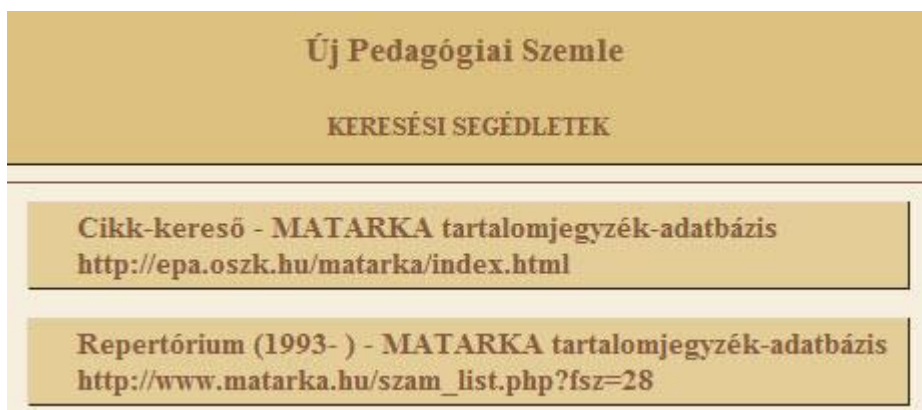 Új Pedagógiai Szemle
KERESÉSI SEGÉDLETEK
Cikk-kereső - MATARKA tartalomjegyzék-adatbázis
http://epa.oszk.hu/matarka/index.html
Repertórium (1993- ) - MATARKA tartalomjegyzék-adatbázis
http://www.matarka.hu/szam_list.php?fsz=28